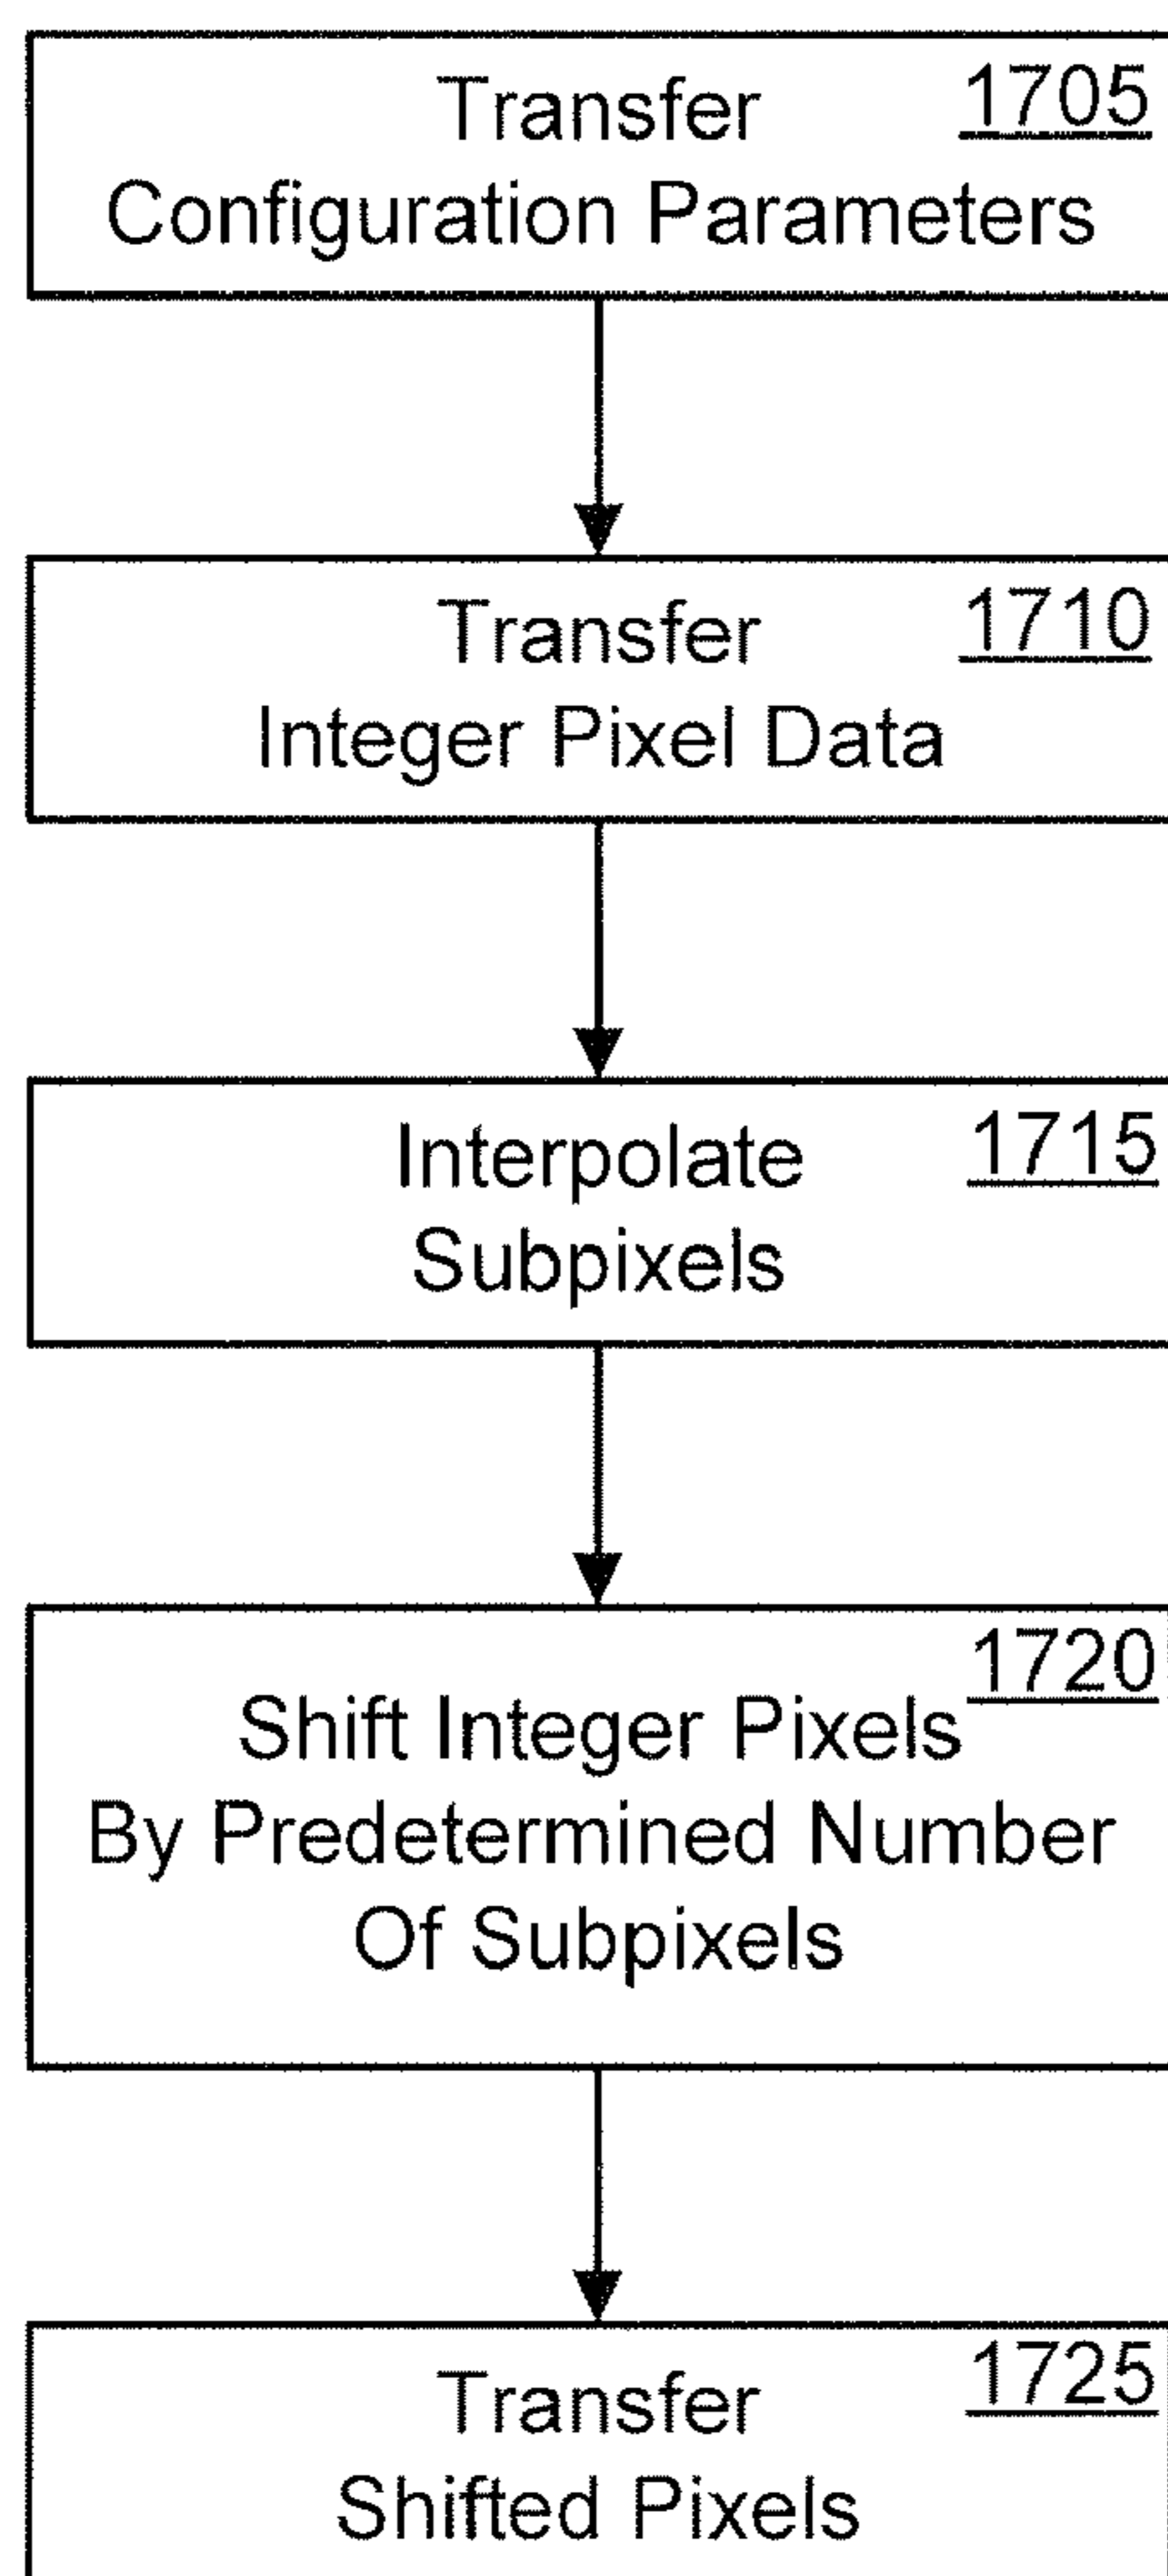 Transfer 1705
Configuration Parameters
Transfer 1710
Integer Pixel Data
Interpolate 1715
Subpixels
1720
Shift Integer Pixels
By Predetermined Number
Of Subpixels
Transfer 1725
Shifted Pixels